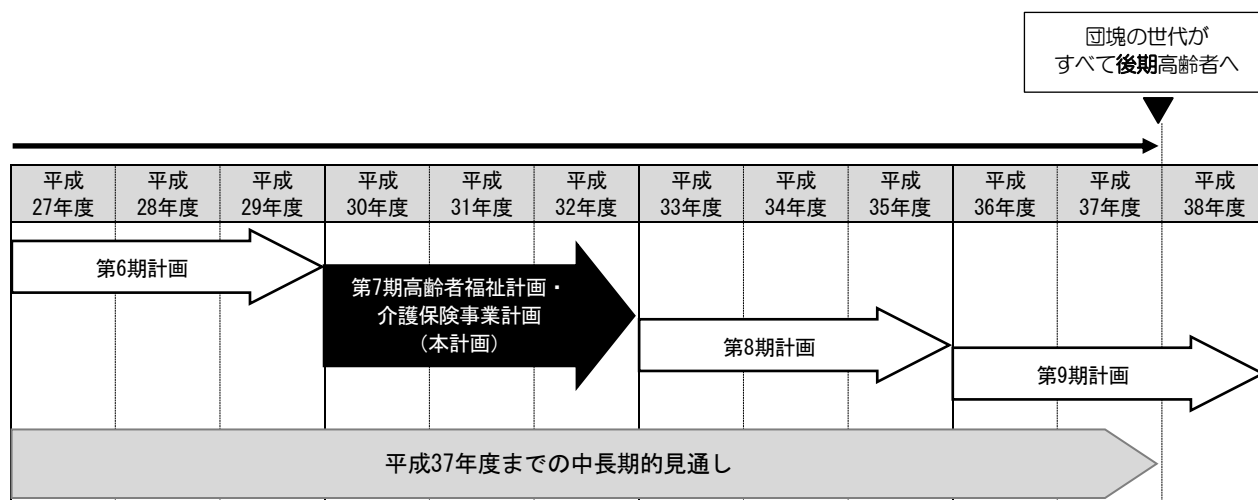 団塊の世代が
すべて後期高齢者へ
平成 平成 平成 平成 平成 平成 平成 平成 平成 平成 平成 平成
27年度 28年度 29年度 30年度 31年度 32年度 33年度 34年度 35年度 36年度 37年度 38年度
第6期計画
第7期高齢者福祉計画・
介護保険事業計画
(本計画)
第8期計画
第9期計画
平成37年度までの中長期的見通し